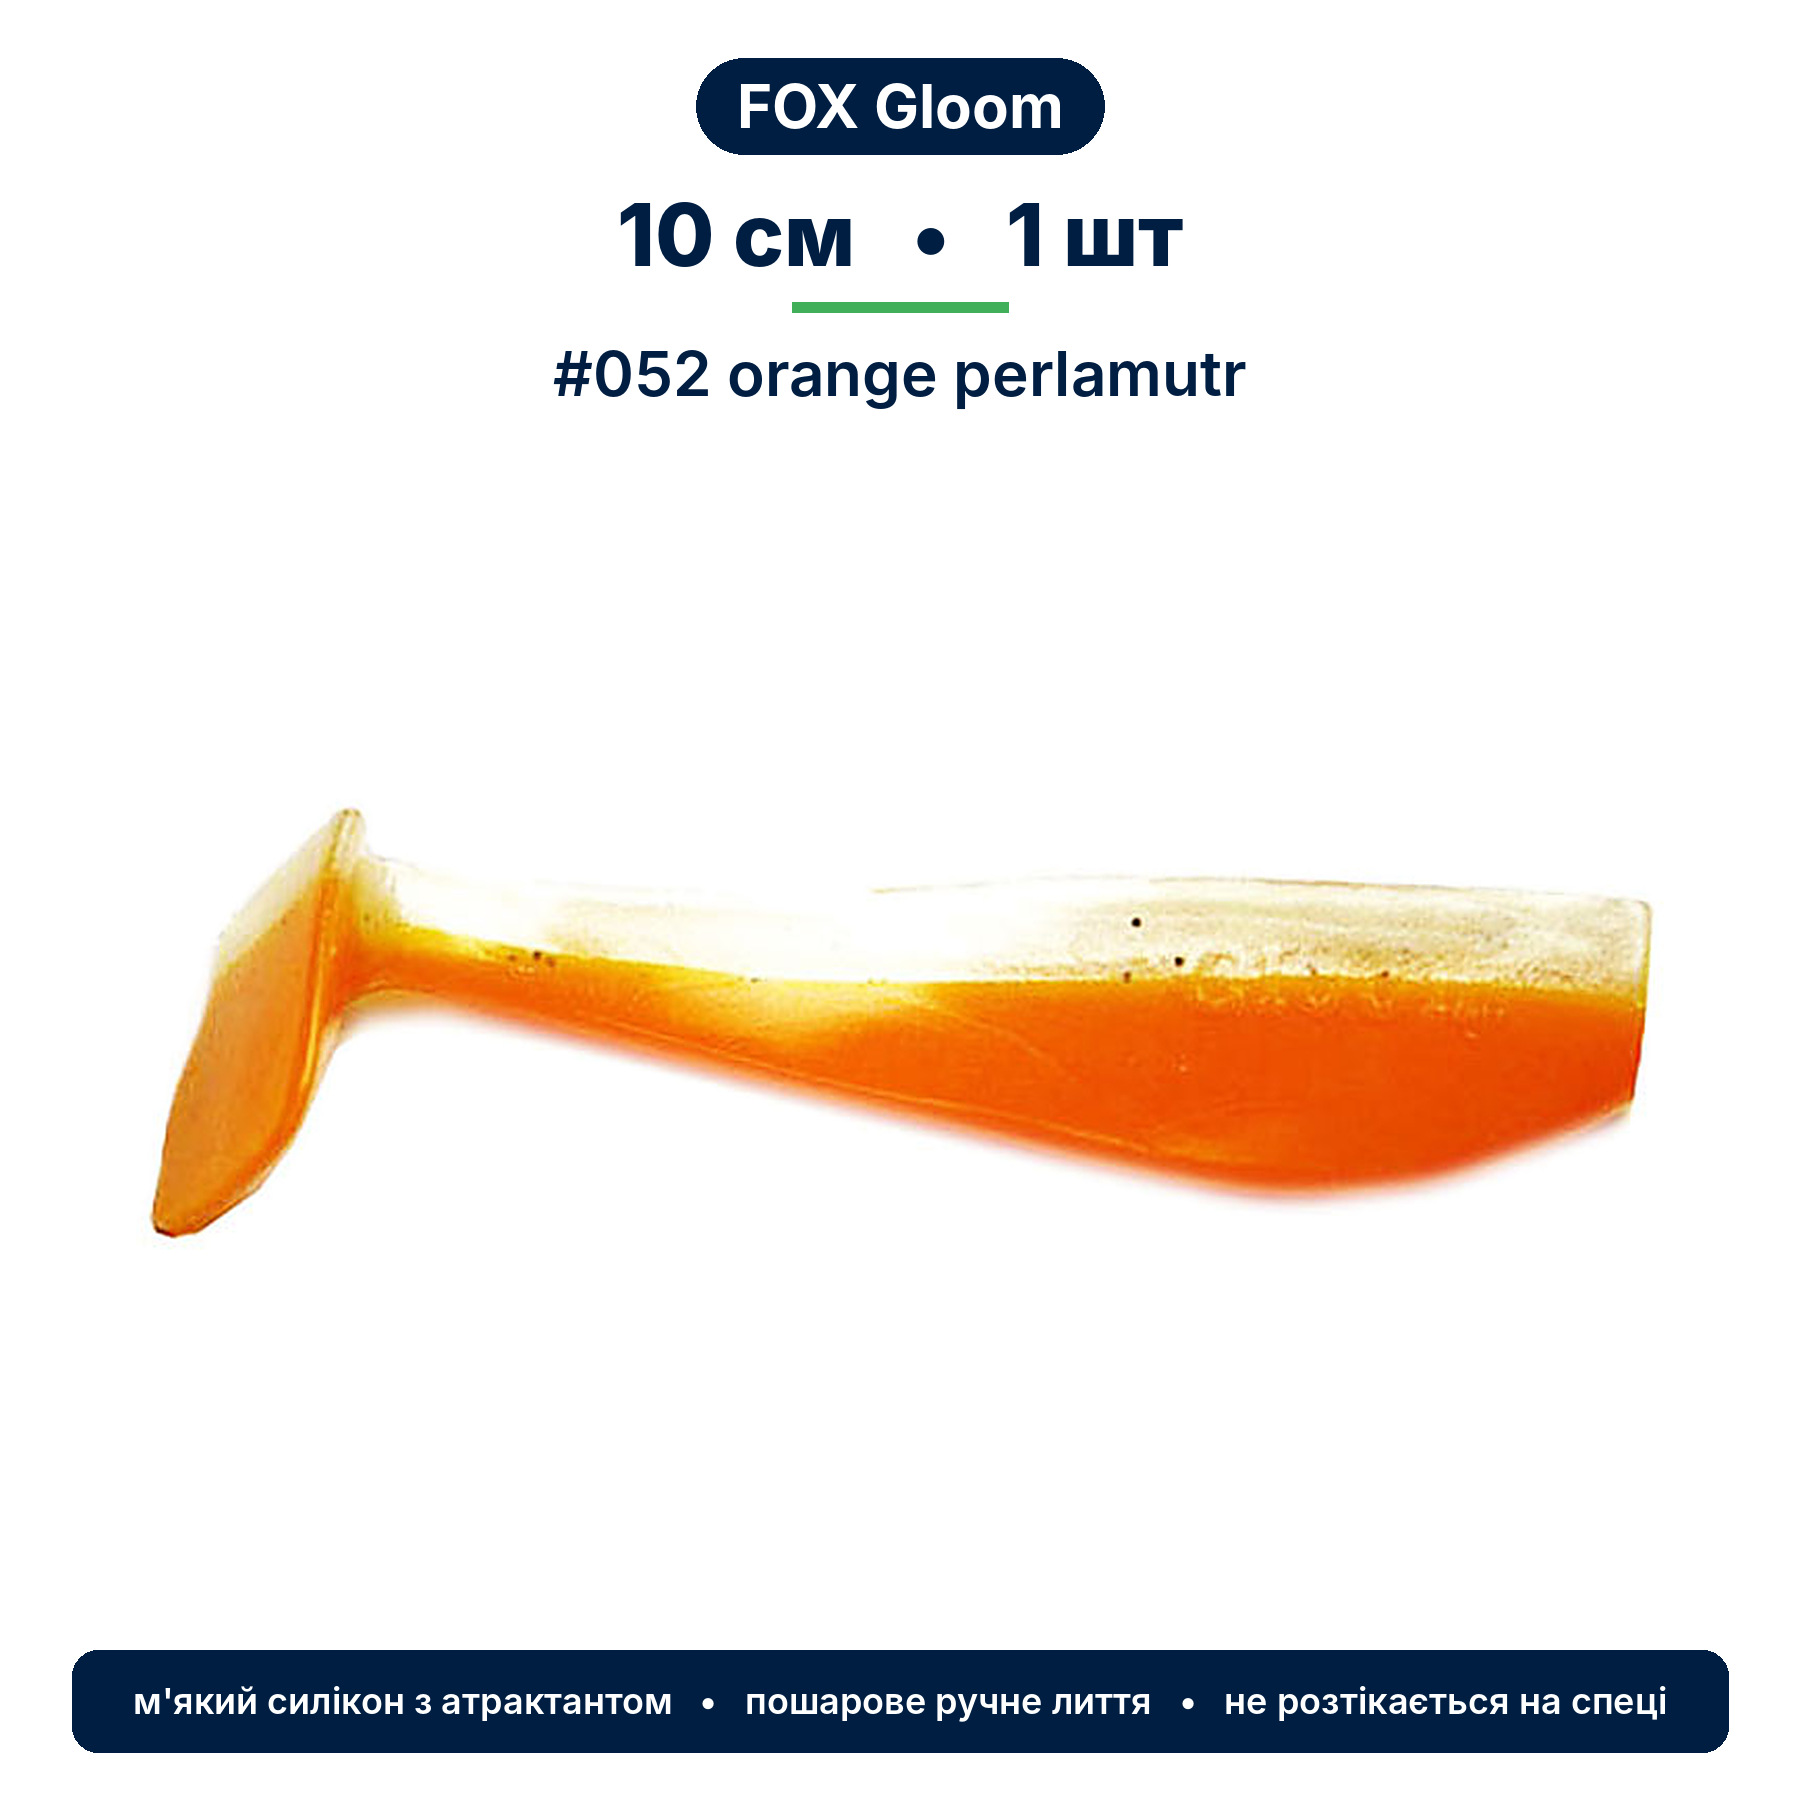 FOX Gloom
10 см • 1 шт
#052 orange perlamutr
м'який силікон з атрактантом • пошарове ручне лиття • не розтікається на спеці